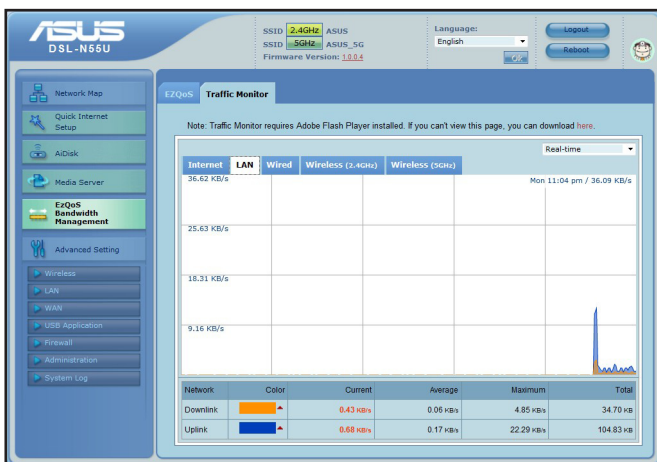 ASUS
DSL-N55U
SSID 2.4GHz ASUS
SSID 5GHz ASUS_5G
Firmware Version: 1.0.0.4
Language:
English
OK
Logout
Reboot
Network Map
Quick Internet
Setup
AiDisk
Media Server
EzQoS
Bandwidth
Management
Advanced Setting
Wireless
LAN
WAN
USB Application
Firewall
Administration
System Log
EZQoS Traffic Monitor
Note: Traffic Monitor requires Adobe Flash Player installed. If you can't view this page, you can download here.
Real-time
Internet LAN Wired Wireless (2.4GHz) Wireless (5GHz)
36.62 KB/s Mon 11:04 pm / 36.09 KB/s
25.63 KB/s
18.31 KB/s
9.16 KB/s
Network Color Current Average Maximum Total
Downlink 0.43 KB/s 0.06 KB/s 4.85 KB/s 34.70 KB
Uplink 0.68 KB/s 0.17 KB/s 22.29 KB/s 104.83 KB